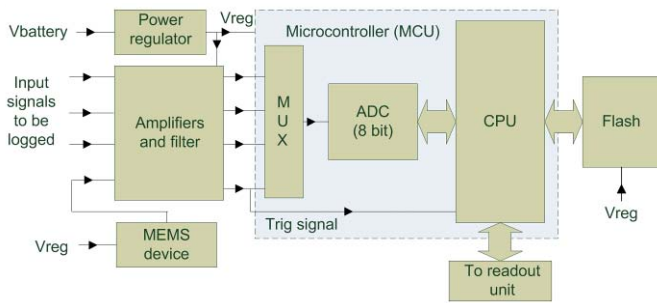 Vbattery
Power
regulator
Vreg
Microcontroller (MCU)
Input
signals
to be
logged
Amplifiers
and filter
M
U
X
ADC
(8 bit)
CPU
Flash
Trig signal
Vreg
Vreg
MEMS
device
To readout
unit